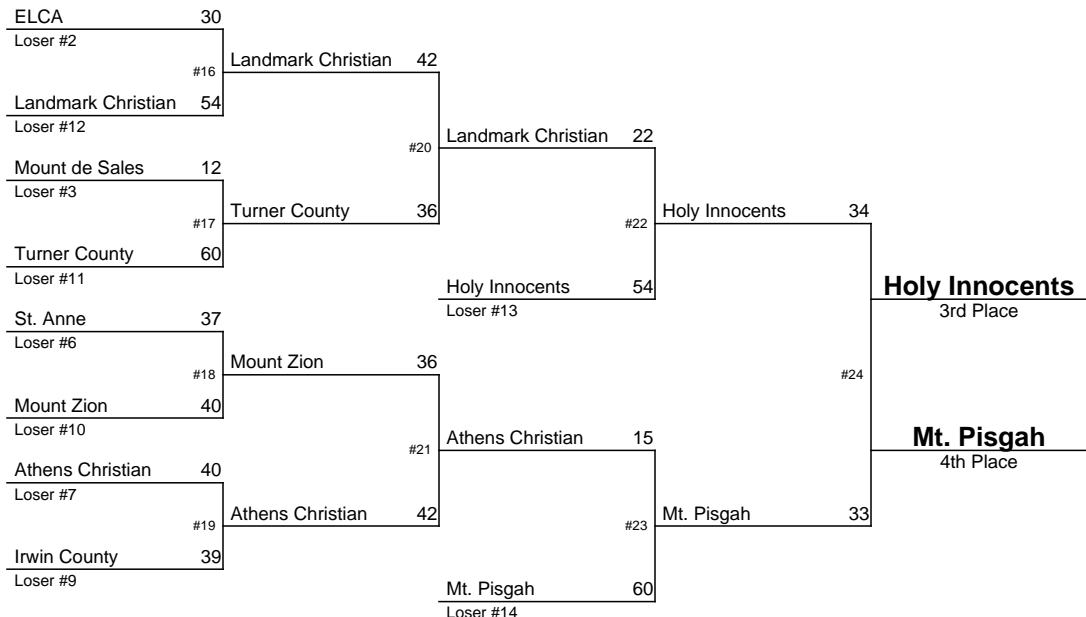 ELCA 30
Loser #2
Landmark Christian 42
#16
Landmark Christian 54
Loser #12
Landmark Christian 22
#20
Mount de Sales 12
Loser #3
Turner County 36
Holy Innocents 34
#17
#22
Turner County 60
Loser #11
Holy Innocents 54
Holy Innocents
Loser #13
3rd Place
St. Anne 37
Loser #6
Mount Zion 36
#18
#24
Mount Zion 40
Loser #10
Athens Christian 15
Mt. Pisgah
#21
4th Place
Athens Christian 40
Loser #7
Athens Christian 42
Mt. Pisgah 33
#19
#23
Irwin County 39
Loser #9
Mt. Pisgah 60
Loser #14